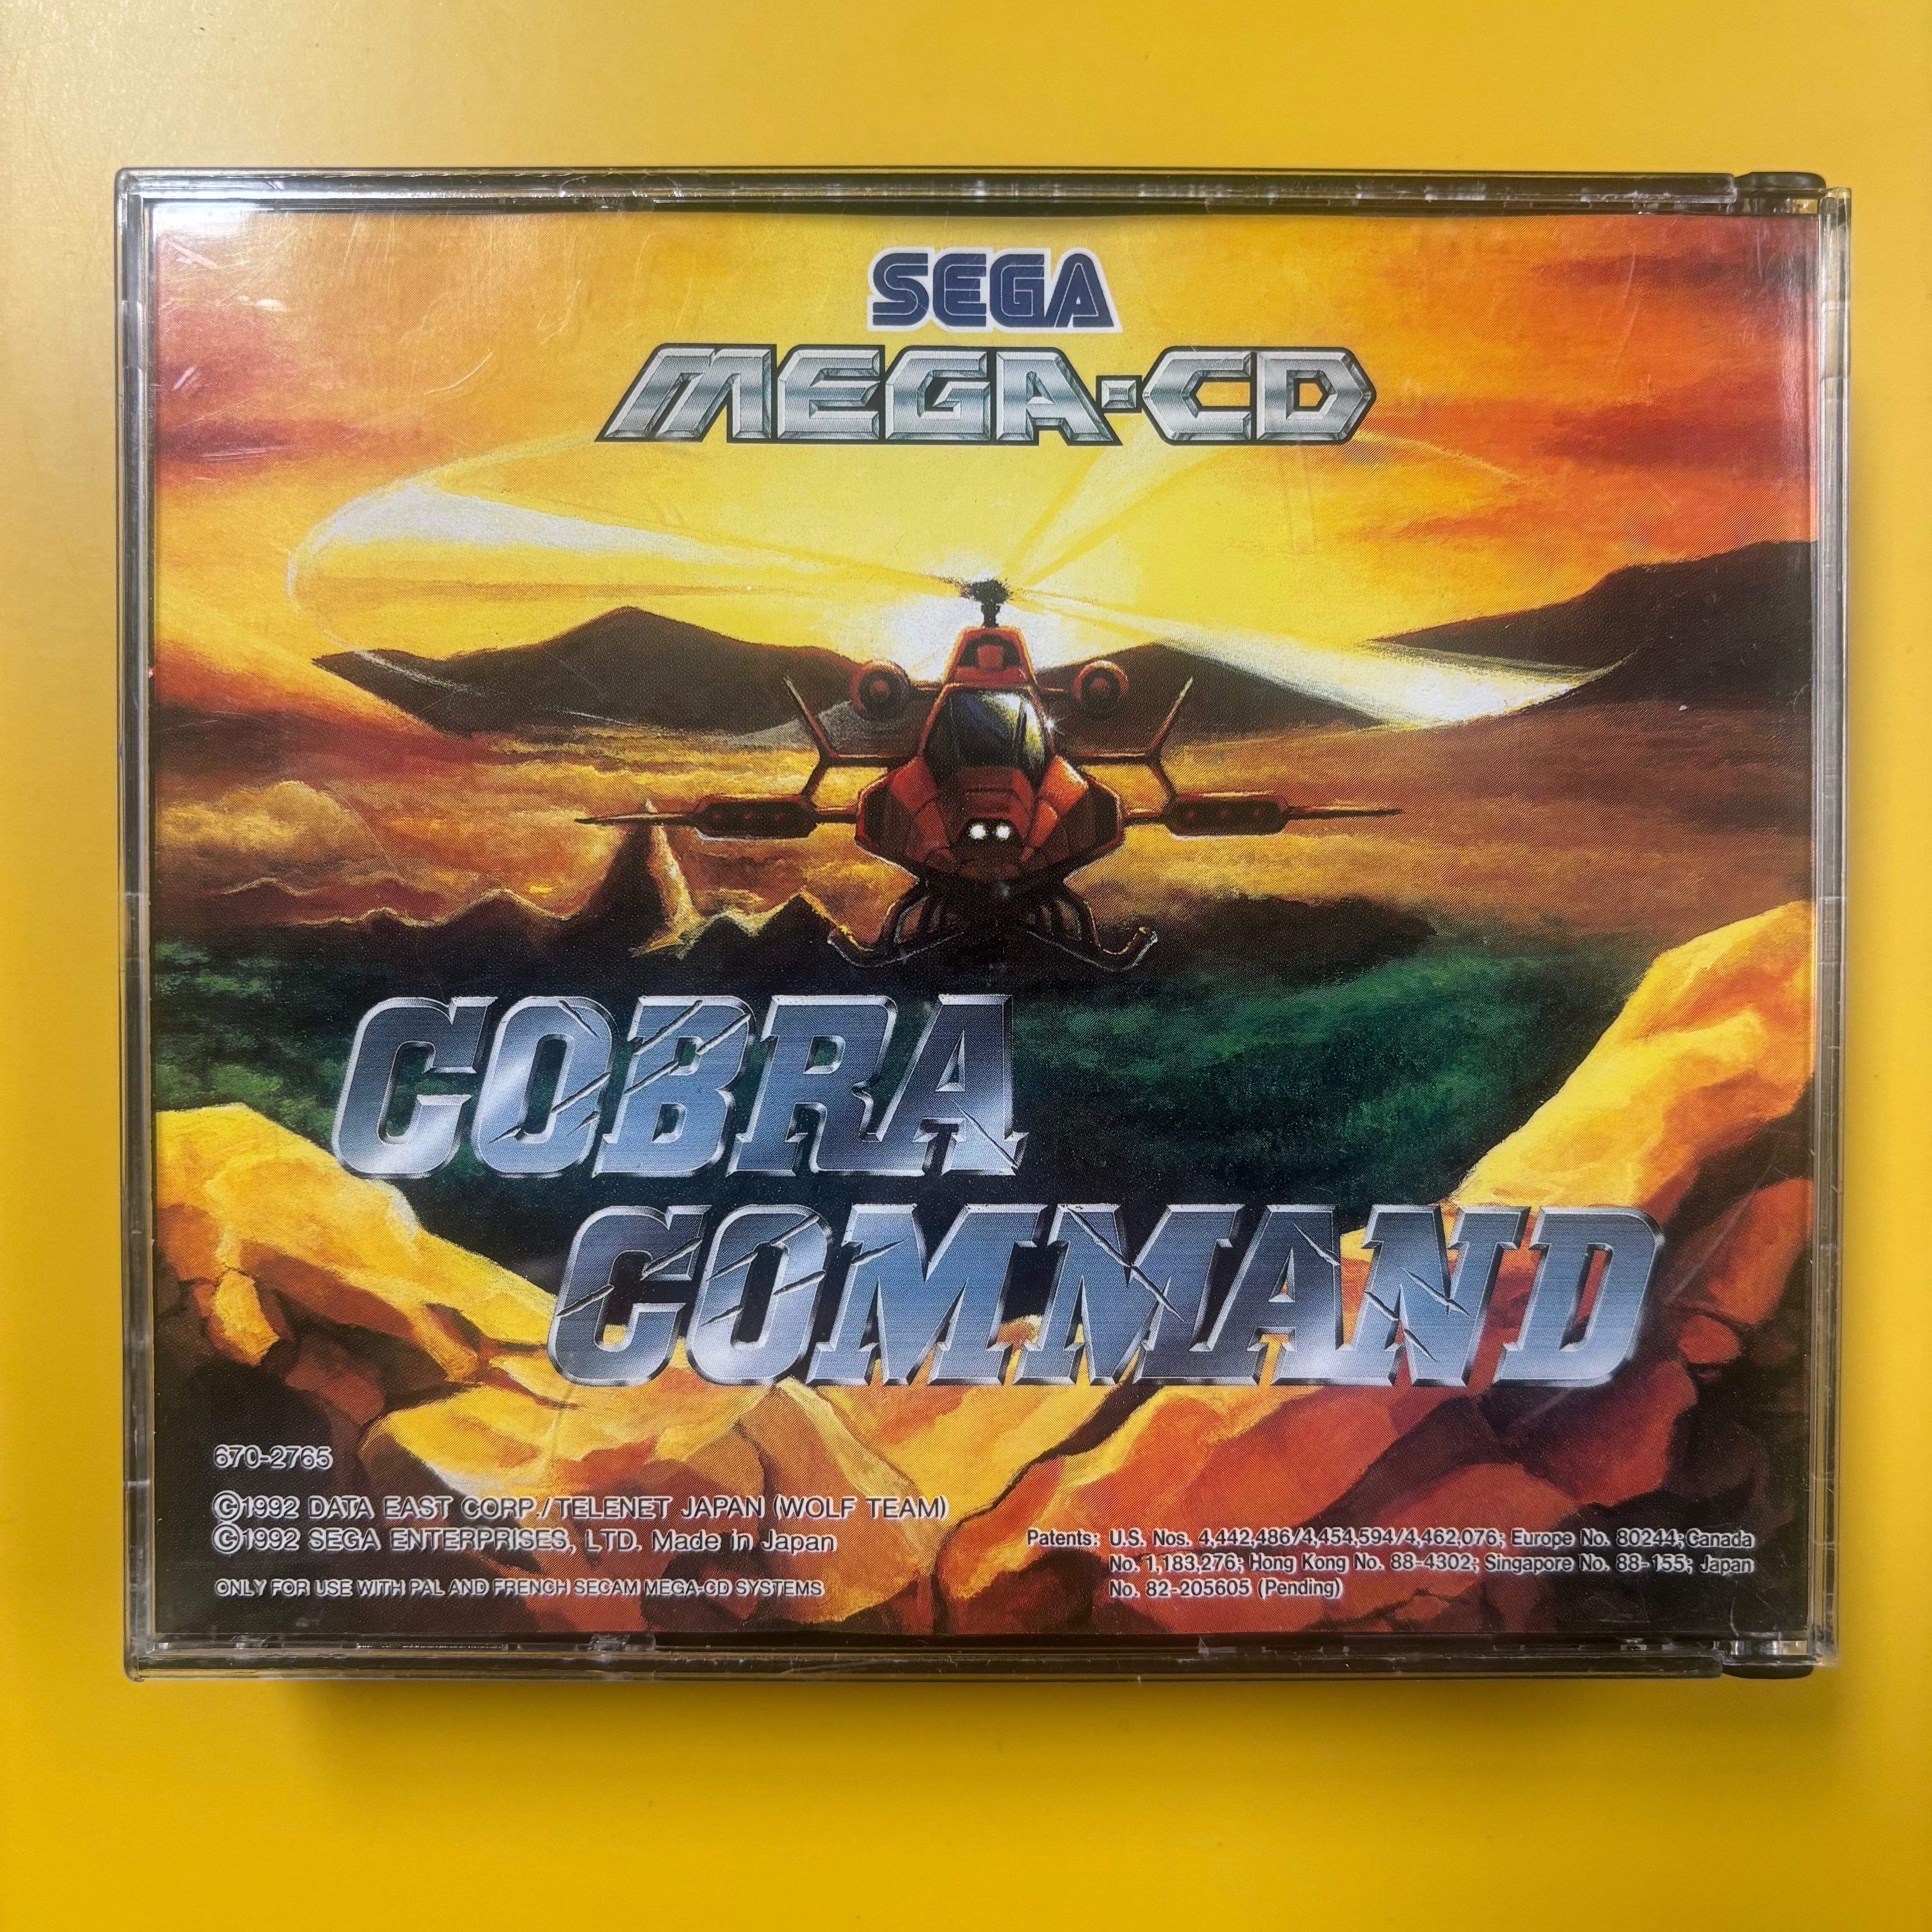 SEGA
MEGA-CD
COBRA
COMMAND
670-2765
©1992 DATA EAST CORP./TELENET JAPAN (WOLF TEAM)
©1992 SEGA ENTERPRISES, LTD. Made in Japan
ONLY FOR USE WITH PAL AND FRENCH SECAM MEGA-CD SYSTEMS
Patents: U.S. Nos. 4,442,486/4,454,594/4,462,076; Europe No. 80244; Canada
No. 1,183,276; Hong Kong No. 88-4302; Singapore No. 88-155; Japan
No. 82-205605 (Pending)